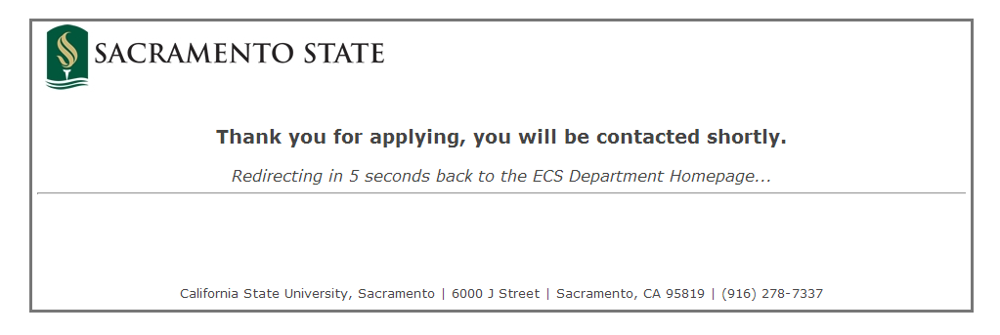 SACRAMENTO STATE
Thank you for applying, you will be contacted shortly.
Redirecting in 5 seconds back to the ECS Department Homepage...
California State University, Sacramento | 6000 J Street | Sacramento, CA 95819 | (916) 278-7337